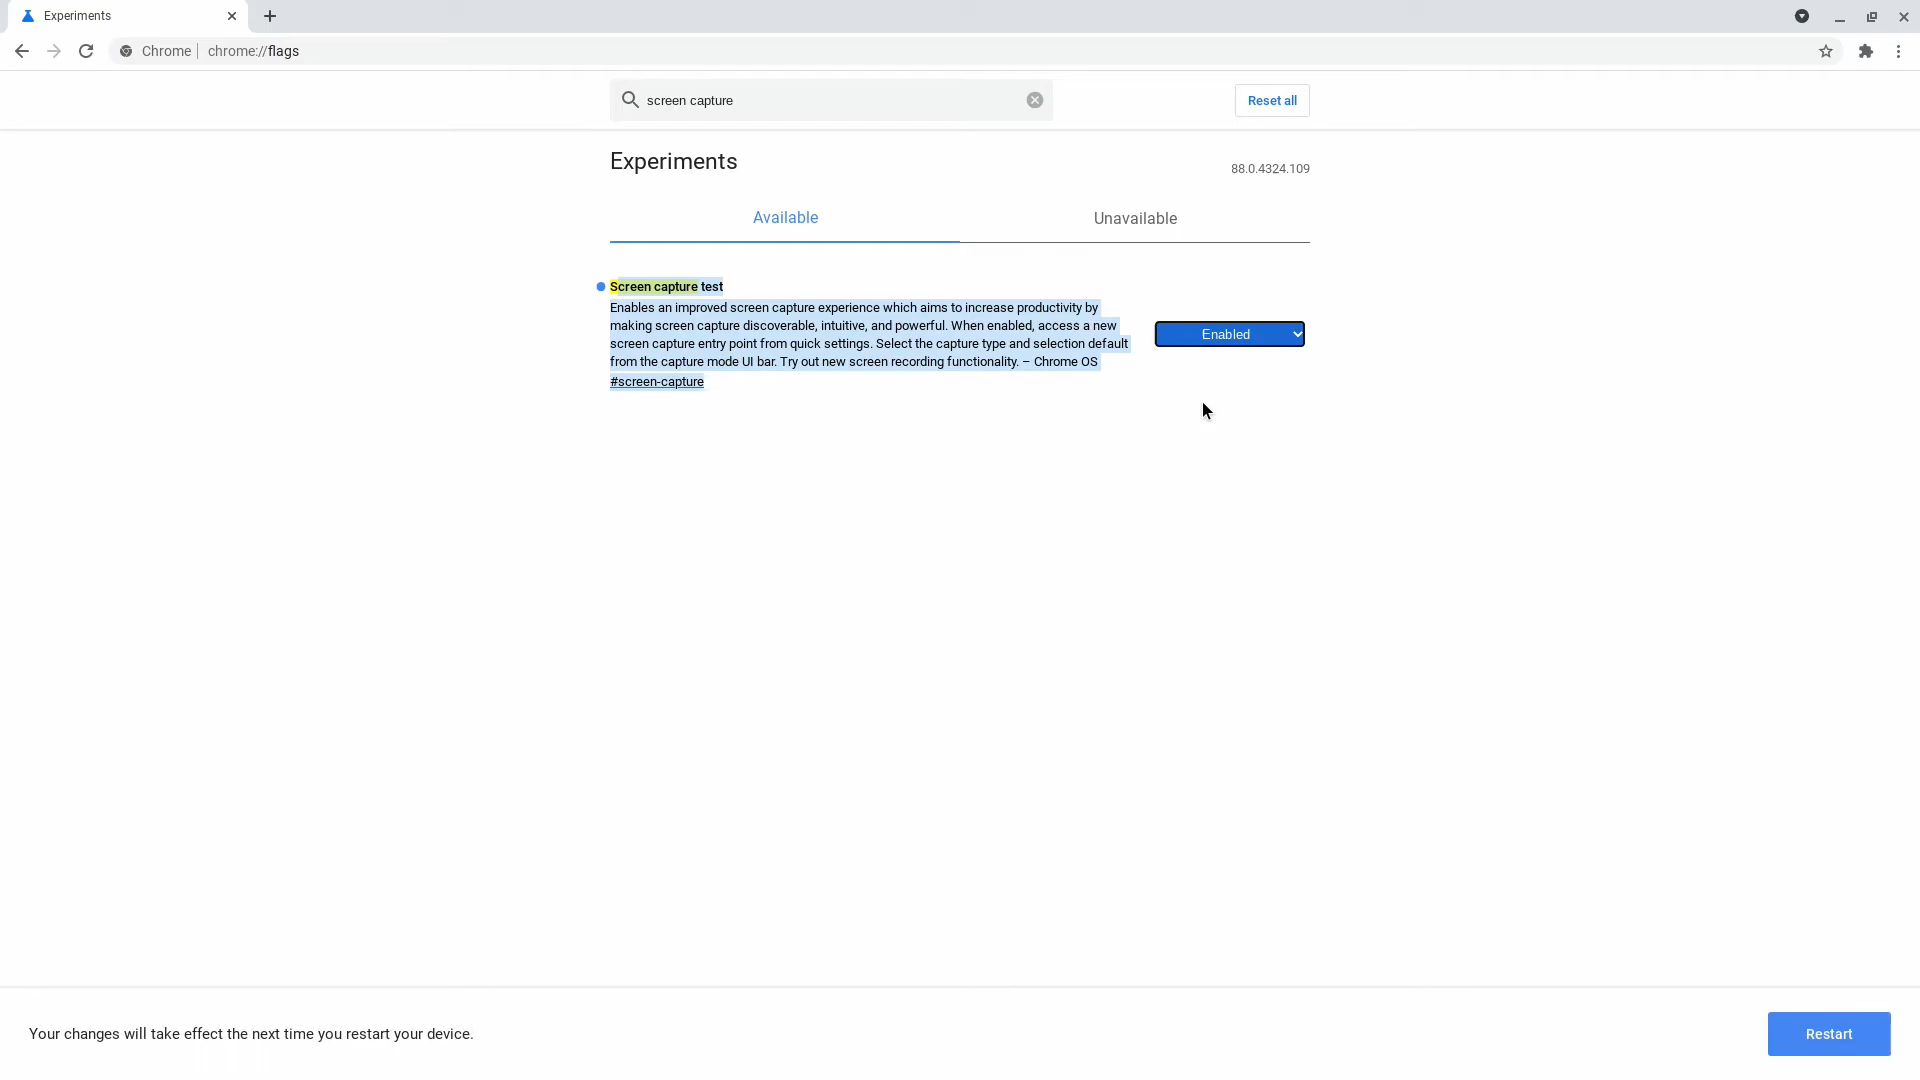 Experiments
Chrome | chrome://flags
screen capture
Reset all
Experiments
88.0.4324.109
Available
Unavailable
Screen capture test
Enables an improved screen capture experience which aims to increase productivity by
making screen capture discoverable, intuitive, and powerful. When enabled, access a new
screen capture entry point from quick settings. Select the capture type and selection default
from the capture mode UI bar. Try out new screen recording functionality. – Chrome OS
#screen-capture
Enabled
Your changes will take effect the next time you restart your device.
Restart